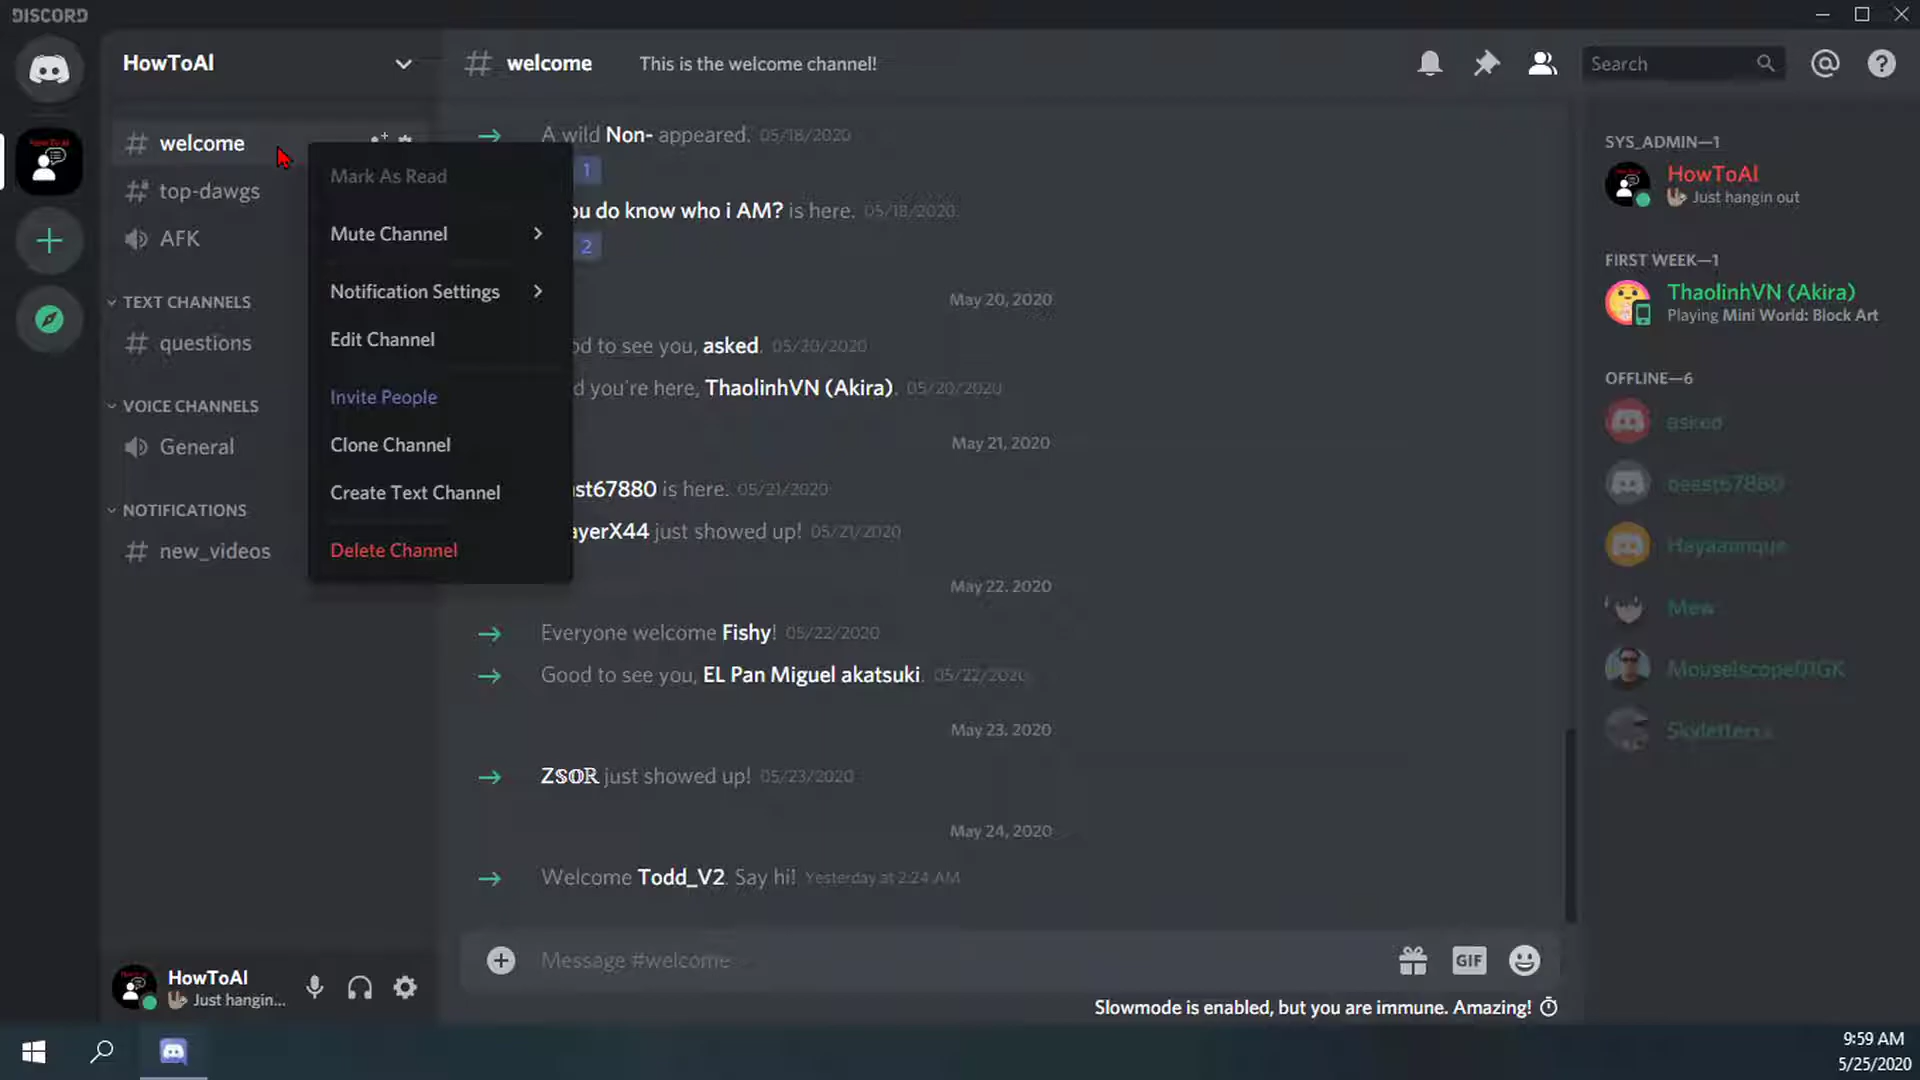 DISCORD
HowToAI
welcome
This is the welcome channel!
Search
welcome
top-dawgs
AFK
TEXT CHANNELS
questions
VOICE CHANNELS
General
NOTIFICATIONS
new_videos
Mark As Read
Mute Channel
Notification Settings
Edit Channel
Invite People
Clone Channel
Create Text Channel
Delete Channel
A wild Non- appeared. 05/18/2020
1
ou do know who i AM? is here. 05/18/2020
2
May 20, 2020
od to see you, asked. 05/20/2020
d you're here, ThaolinhVN (Akira). 05/20/2020
May 21, 2020
st67880 is here. 05/21/2020
ayerX44 just showed up! 05/21/2020
May 22, 2020
Everyone welcome Fishy! 05/22/2020
Good to see you, EL Pan Miguel akatsuki. 05/22/2020
May 23, 2020
ZSOR just showed up! 05/23/2020
May 24, 2020
Welcome Todd_V2. Say hi! Yesterday at 2:24 AM
Message #welcome
GIF
Slowmode is enabled, but you are immune. Amazing!
SYS_ADMIN—1
HowToAI
Just hangin out
FIRST WEEK—1
ThaolinhVN (Akira)
Playing Mini World: Block Art
OFFLINE—6
asked
beast67880
Mew
HowToAI
Just hangin...
9:59 AM
5/25/2020